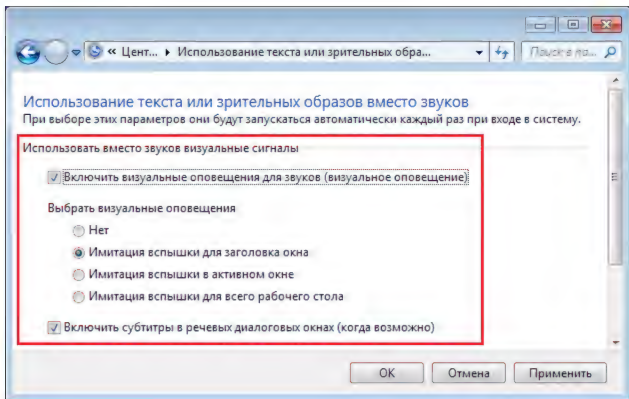 « Цент... Использование текста или зрительных обра... Поиск в па...
Использование текста или зрительных образов вместо звуков
При выборе этих параметров они будут запускаться автоматически каждый раз при входе в систему.
Использовать вместо звуков визуальные сигналы
Включить визуальные оповещения для звуков (визуальное оповещение)
Выбрать визуальные оповещения
Нет
Имитация вспышки для заголовка окна
Имитация вспышки в активном окне
Имитация вспышки для всего рабочего стола
Включить субтитры в речевых диалоговых окнах (когда возможно)
ОК Отмена Применить